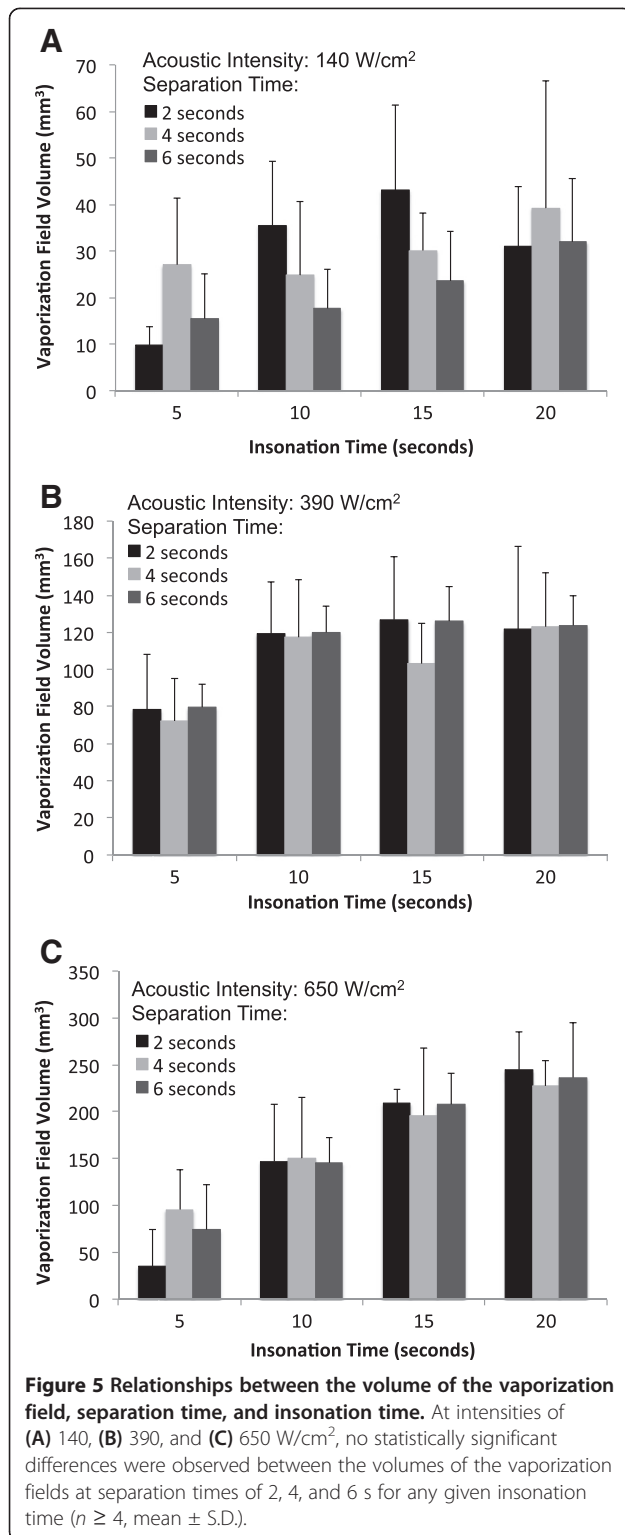 A
Acoustic Intensity: 140 W/cm²
Separation Time:
2 seconds
4 seconds
6 seconds
Vaporization Field Volume (mm³)
70
60
50
40
30
20
10
0
5 10 15 20
Insonation Time (seconds)
B
Acoustic Intensity: 390 W/cm²
Separation Time:
2 seconds
4 seconds
6 seconds
Vaporization Field Volume (mm³)
180
160
140
120
100
80
60
40
20
0
5 10 15 20
Insonation Time (seconds)
C
Acoustic Intensity: 650 W/cm²
Separation Time:
2 seconds
4 seconds
6 seconds
Vaporization Field Volume (mm³)
350
300
250
200
150
100
50
0
5 10 15 20
Insonation Time (seconds)
Figure 5 Relationships between the volume of the vaporization
field, separation time, and insonation time. At intensities of
(A) 140, (B) 390, and (C) 650 W/cm², no statistically significant
differences were observed between the volumes of the vaporization
fields at separation times of 2, 4, and 6 s for any given insonation
time (n ≥ 4, mean ± S.D.).